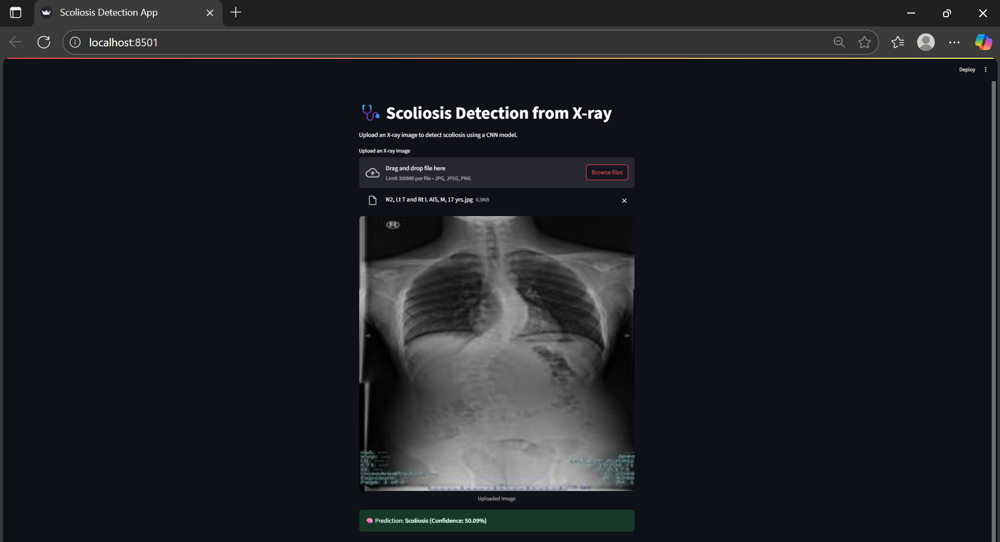 Scoliosis Detection App
localhost:8501
Deploy
Scoliosis Detection from X-ray
Upload an X-ray image to detect scoliosis using a CNN model.
Upload an X-ray image
Drag and drop file here
Limit 200MB per file • JPG, JPEG, PNG
Browse files
N2, Lt T and Rt L AIS, M, 17 yrs.jpg 6.9KB
R
Uploaded Image
Prediction: Scoliosis (Confidence: 50.09%)